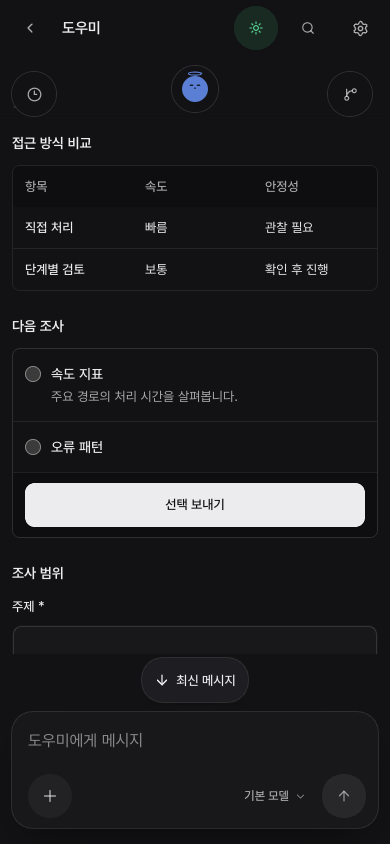 도우미
접근 방식 비교
항목 속도 안정성
직접 처리 빠름 관찰 필요
단계별 검토 보통 확인 후 진행
다음 조사
속도 지표
주요 경로의 처리 시간을 살펴봅니다.
오류 패턴
선택 보내기
조사 범위
주제 *
최신 메시지
도우미에게 메시지
기본 모델